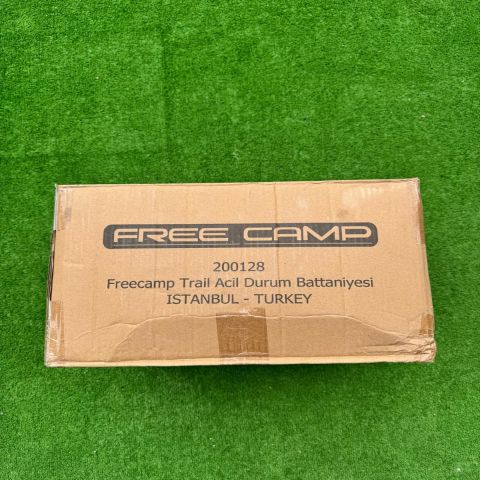 FREE CAMP
200128
Freecamp Trail Acil Durum Battaniyesi
ISTANBUL - TURKEY